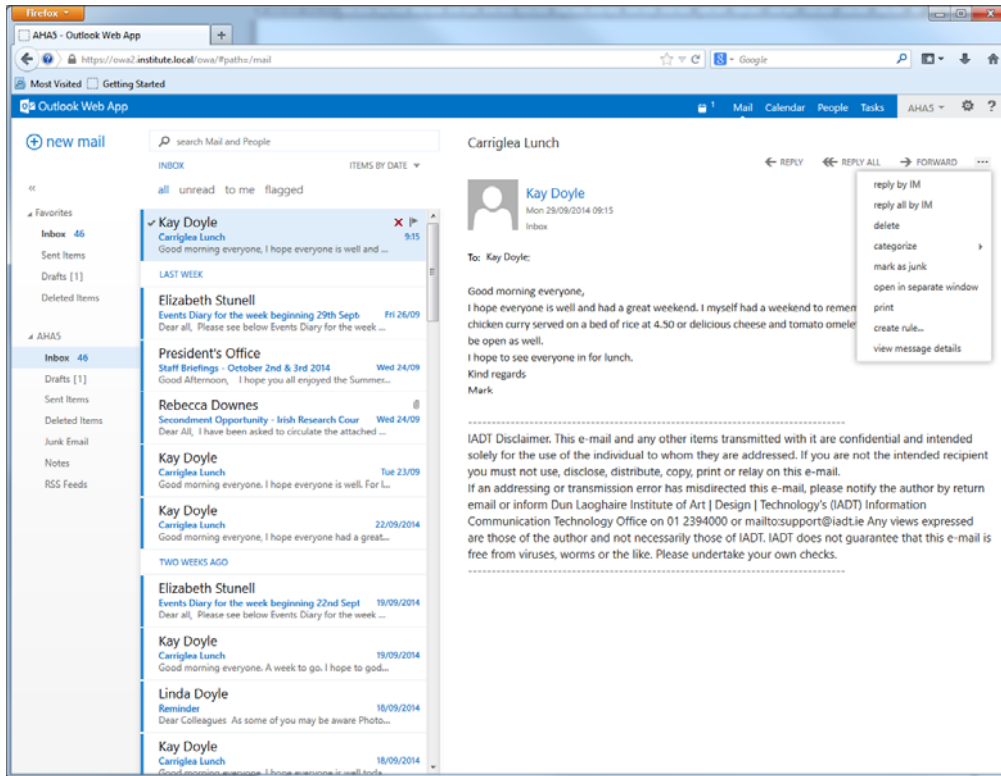 Firefox
AHAS - Outlook Web App
https://owa2.institute.local/owa/#path=/mail
Google
Most Visited Getting Started
Outlook Web App
1 Mail Calendar People Tasks AHAS ?
new mail
search Mail and People
INBOX ITEMS BY DATE
all unread to me flagged
Favorites
Inbox 46
Sent Items
Drafts [1]
Deleted Items
AHAS
Inbox 46
Drafts [1]
Sent Items
Deleted Items
Junk Email
Notes
RSS Feeds
Kay Doyle
Carriglea Lunch 9:15
Good morning everyone, I hope everyone is well and ...
LAST WEEK
Elizabeth Stunell
Events Diary for the week beginning 29th Sept Fri 26/09
Dear all, Please see below Events Diary for the week ...
President's Office
Staff Briefings - October 2nd & 3rd 2014 Wed 24/09
Good Afternoon, I hope you all enjoyed the Summer...
Rebecca Downes
Secondment Opportunity - Irish Research Cour Wed 24/09
Dear All, I have been asked to circulate the attached ...
Kay Doyle
Carriglea Lunch Tue 23/09
Good morning everyone. I hope everyone is well. For l...
Kay Doyle
Carriglea Lunch 22/09/2014
Good morning everyone, I hope everyone had a great...
TWO WEEKS AGO
Elizabeth Stunell
Events Diary for the week beginning 22nd Sept 19/09/2014
Dear all, Please see below Events Diary for the week ...
Kay Doyle
Carriglea Lunch 19/09/2014
Good morning everyone. A week to go. I hope to god...
Linda Doyle
Reminder 18/09/2014
Dear Colleagues As some of you may be aware Photo...
Kay Doyle
Carriglea Lunch 18/09/2014
Good morning everyone, I hope everyone is well toda
Carriglea Lunch
REPLY REPLY ALL FORWARD ...
Kay Doyle
Mon 29/09/2014 09:15
Inbox
To: Kay Doyle;
Good morning everyone,
I hope everyone is well and had a great weekend. I myself had a weekend to remem
chicken curry served on a bed of rice at 4.50 or delicious cheese and tomato omele
be open as well.
I hope to see everyone in for lunch.
Kind regards
Mark
IADT Disclaimer. This e-mail and any other items transmitted with it are confidential and intended
solely for the use of the individual to whom they are addressed. If you are not the intended recipient
you must not use, disclose, distribute, copy, print or relay on this e-mail.
If an addressing or transmission error has misdirected this e-mail, please notify the author by return
email or inform Dun Laoghaire Institute of Art | Design | Technology's (IADT) Information
Communication Technology Office on 01 2394000 or mailto:support@iadt.ie Any views expressed
are those of the author and not necessarily those of IADT. IADT does not guarantee that this e-mail is
free from viruses, worms or the like. Please undertake your own checks.
reply by IM
reply all by IM
delete
categorize
mark as junk
open in separate window
print
create rule...
view message details